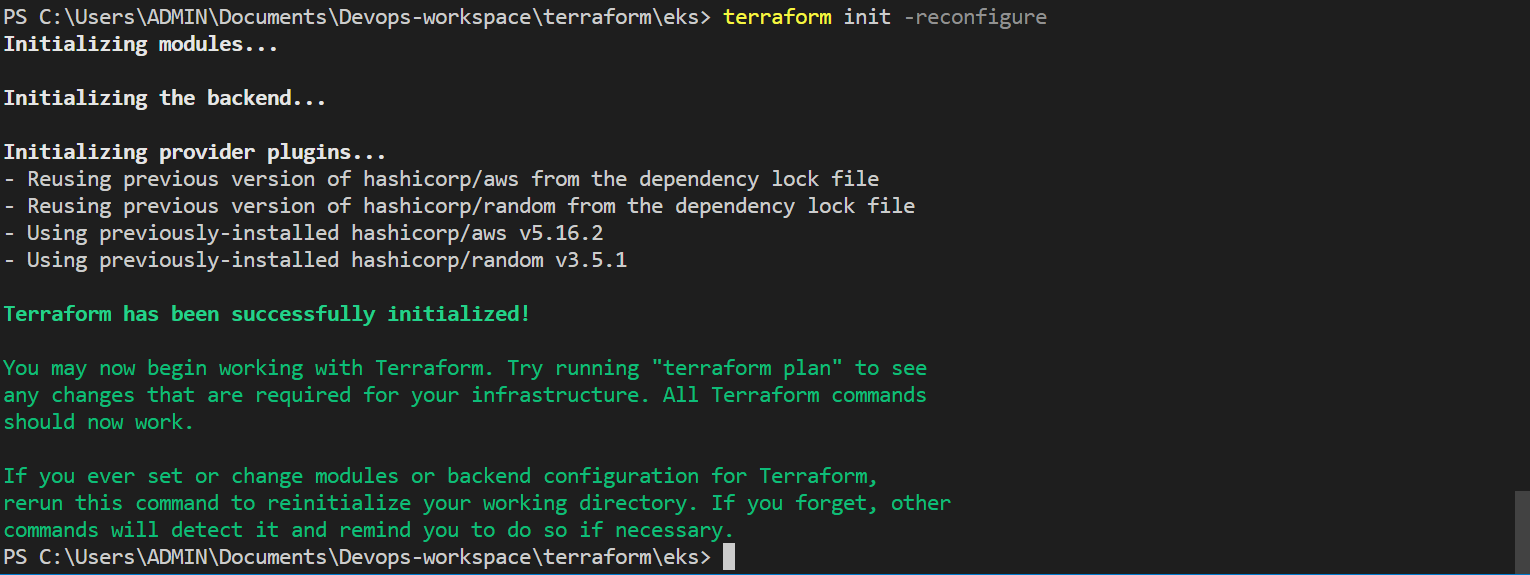 PS C:\Users\ADMIN\Documents\Devops-workspace\terraform\eks> terraform init -reconfigure
Initializing modules...
Initializing the backend...
Initializing provider plugins...
- Reusing previous version of hashicorp/aws from the dependency lock file
- Reusing previous version of hashicorp/random from the dependency lock file
- Using previously-installed hashicorp/aws v5.16.2
- Using previously-installed hashicorp/random v3.5.1
Terraform has been successfully initialized!
You may now begin working with Terraform. Try running "terraform plan" to see
any changes that are required for your infrastructure. All Terraform commands
should now work.
If you ever set or change modules or backend configuration for Terraform,
rerun this command to reinitialize your working directory. If you forget, other
commands will detect it and remind you to do so if necessary.
PS C:\Users\ADMIN\Documents\Devops-workspace\terraform\eks>